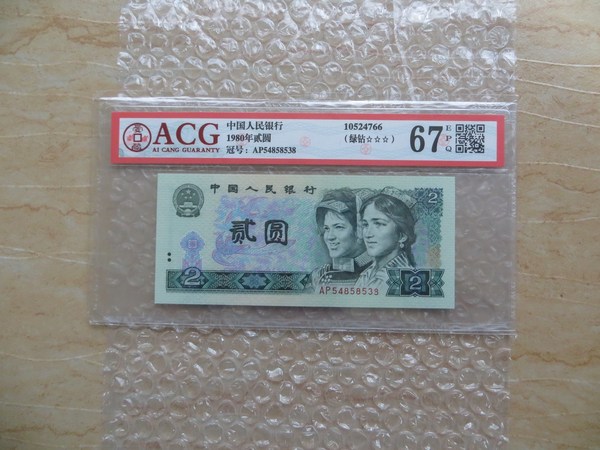 ACG
AI CANG GUARANTY
中国人民银行
1980年贰圆
冠号: AP54858538
10524766
(绿钻☆☆☆)
67
EPQ
中国人民银行
贰圆
2
2
2
AP54858538